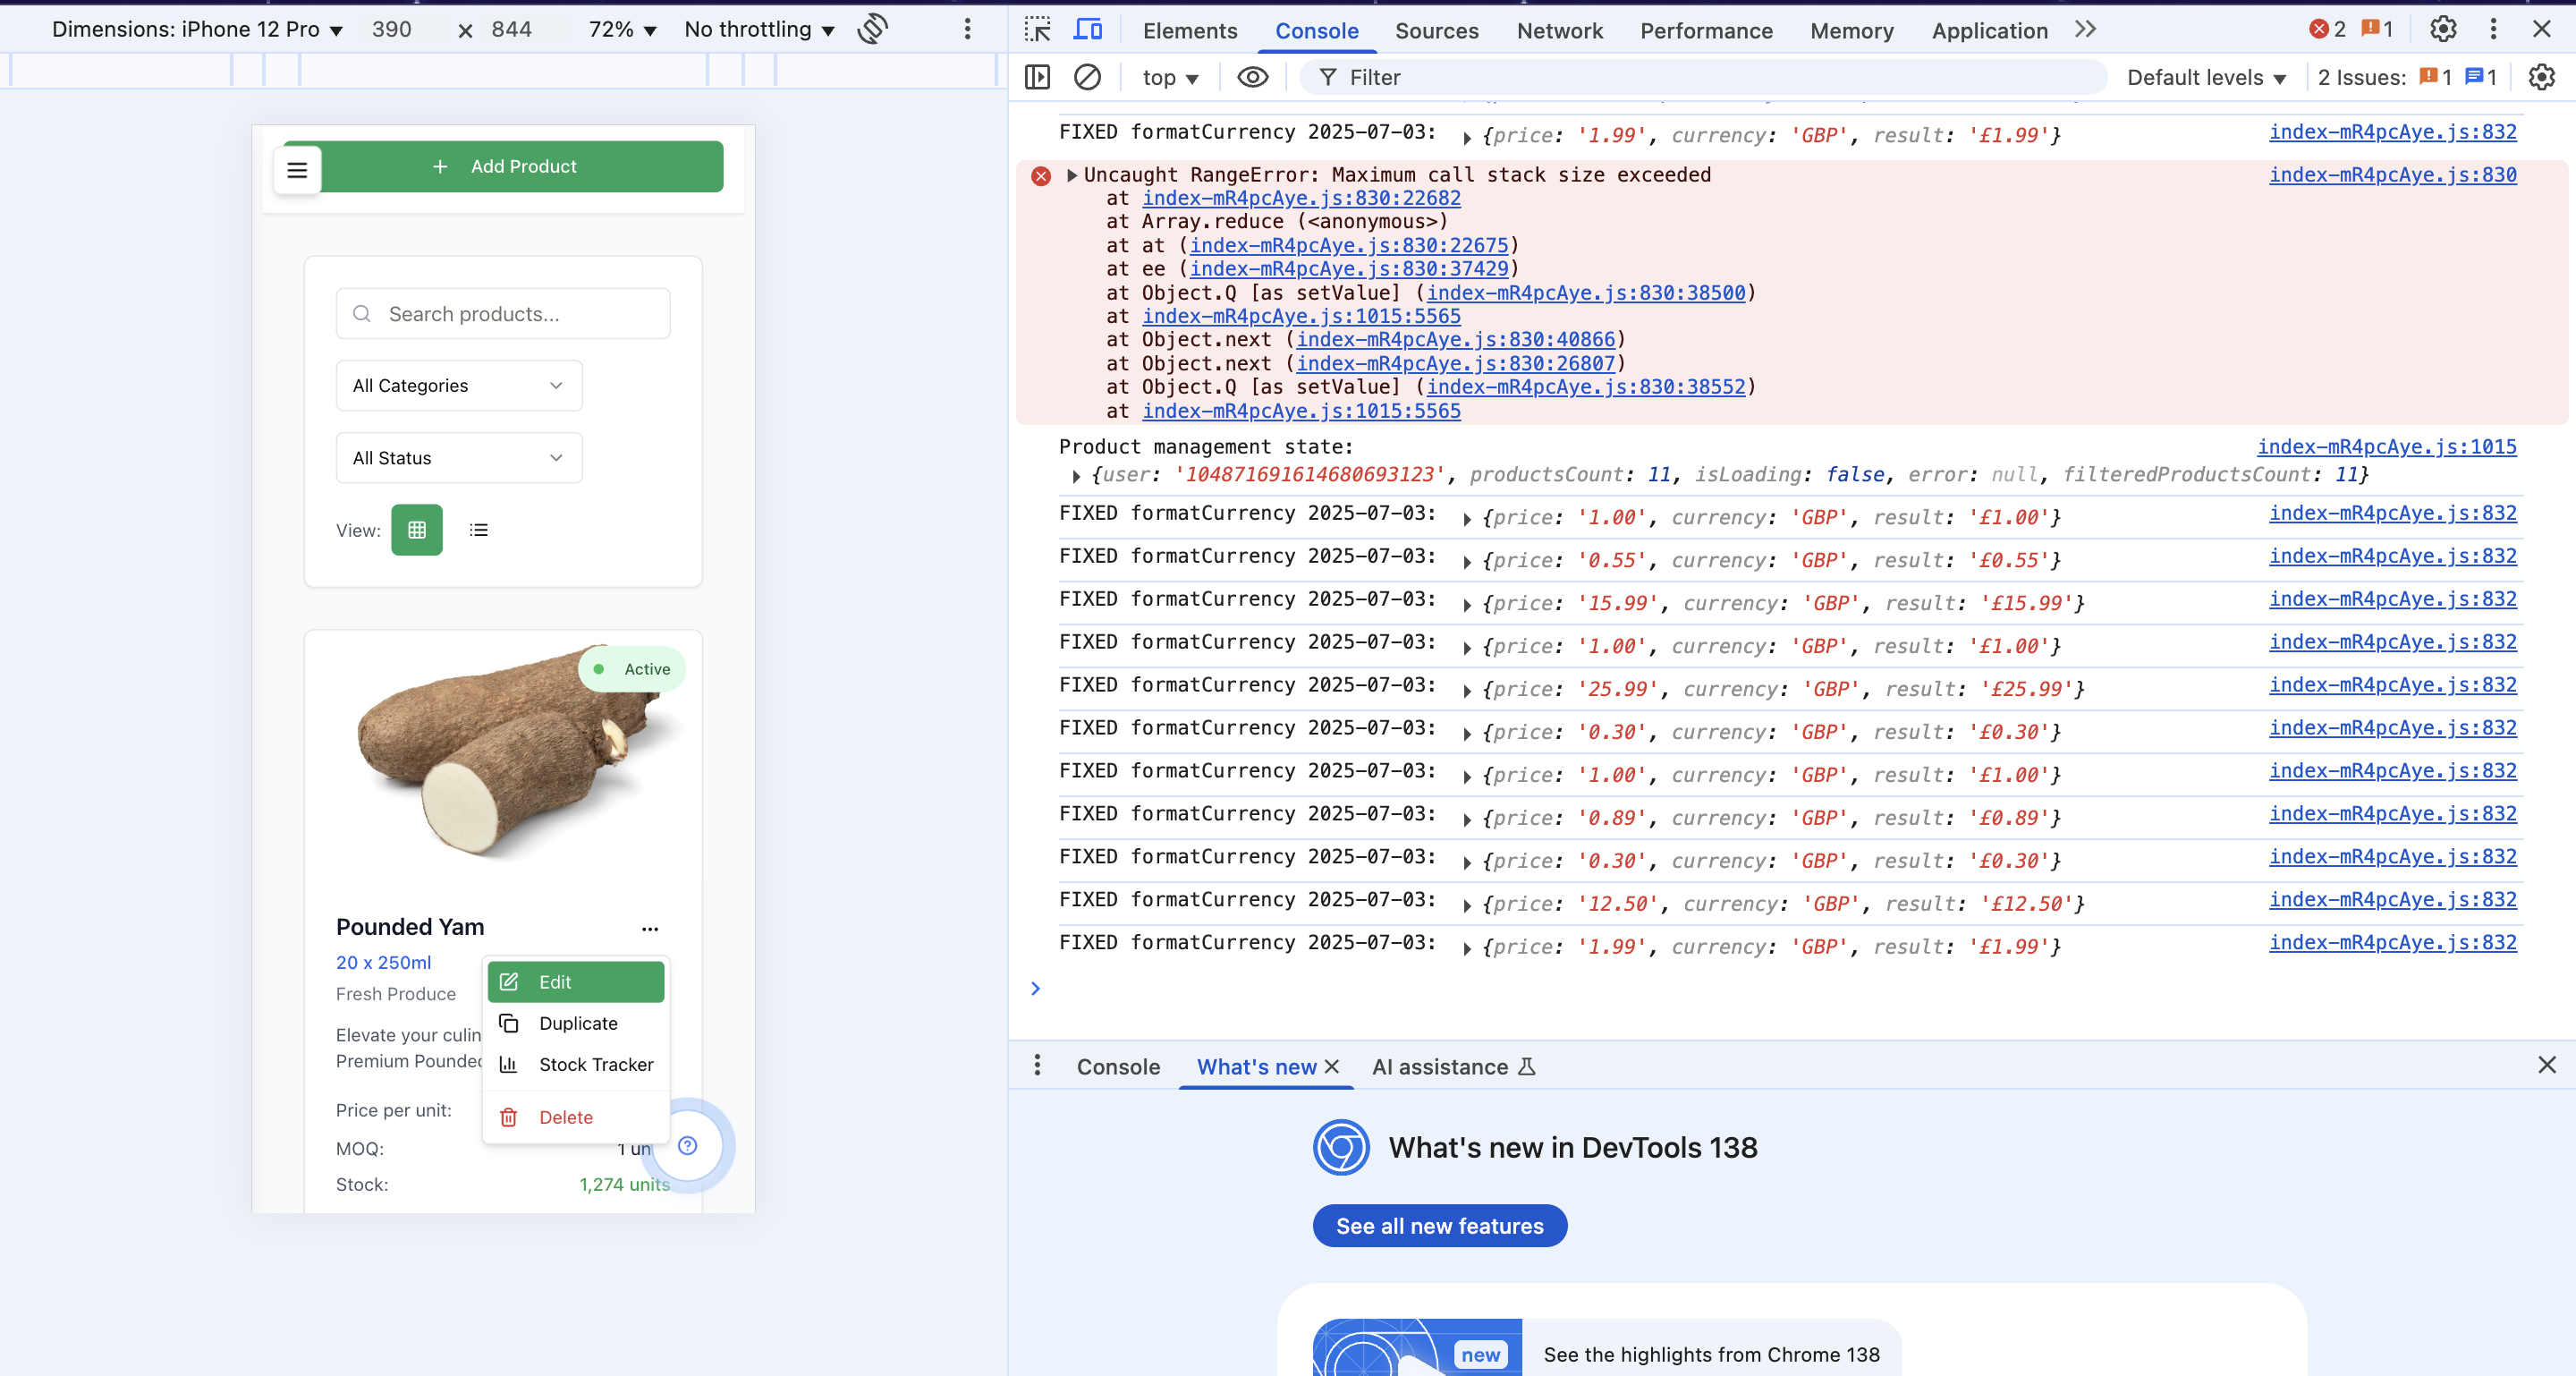 Dimensions: iPhone 12 Pro ▼ 390 × 844 72% ▼ No throttling ▼
Add Product
Search products...
All Categories
All Status
View:
Active
Pounded Yam
20 x 250ml
Fresh Produce
Elevate your culin
Premium Pounded
Price per unit:
MOQ:
1 un
Stock:
1,274 units
Edit
Duplicate
Stock Tracker
Delete
Elements Console Sources Network Performance Memory Application 2 1
top ▼ Filter Default levels ▼ 2 Issues: 1 1
FIXED formatCurrency 2025-07-03: {price: '1.99', currency: 'GBP', result: '£1.99'} index-mR4pcAye.js:832
Uncaught RangeError: Maximum call stack size exceeded index-mR4pcAye.js:830
at index-mR4pcAye.js:830:22682
at Array.reduce (<anonymous>)
at at (index-mR4pcAye.js:830:22675)
at ee (index-mR4pcAye.js:830:37429)
at Object.Q [as setValue] (index-mR4pcAye.js:830:38500)
at index-mR4pcAye.js:1015:5565
at Object.next (index-mR4pcAye.js:830:40866)
at Object.next (index-mR4pcAye.js:830:26807)
at Object.Q [as setValue] (index-mR4pcAye.js:830:38552)
at index-mR4pcAye.js:1015:5565
Product management state: index-mR4pcAye.js:1015
{user: '104871691614680693123', productsCount: 11, isLoading: false, error: null, filteredProductsCount: 11}
FIXED formatCurrency 2025-07-03: {price: '1.00', currency: 'GBP', result: '£1.00'} index-mR4pcAye.js:832
FIXED formatCurrency 2025-07-03: {price: '0.55', currency: 'GBP', result: '£0.55'} index-mR4pcAye.js:832
FIXED formatCurrency 2025-07-03: {price: '15.99', currency: 'GBP', result: '£15.99'} index-mR4pcAye.js:832
FIXED formatCurrency 2025-07-03: {price: '1.00', currency: 'GBP', result: '£1.00'} index-mR4pcAye.js:832
FIXED formatCurrency 2025-07-03: {price: '25.99', currency: 'GBP', result: '£25.99'} index-mR4pcAye.js:832
FIXED formatCurrency 2025-07-03: {price: '0.30', currency: 'GBP', result: '£0.30'} index-mR4pcAye.js:832
FIXED formatCurrency 2025-07-03: {price: '1.00', currency: 'GBP', result: '£1.00'} index-mR4pcAye.js:832
FIXED formatCurrency 2025-07-03: {price: '0.89', currency: 'GBP', result: '£0.89'} index-mR4pcAye.js:832
FIXED formatCurrency 2025-07-03: {price: '0.30', currency: 'GBP', result: '£0.30'} index-mR4pcAye.js:832
FIXED formatCurrency 2025-07-03: {price: '12.50', currency: 'GBP', result: '£12.50'} index-mR4pcAye.js:832
FIXED formatCurrency 2025-07-03: {price: '1.99', currency: 'GBP', result: '£1.99'} index-mR4pcAye.js:832
Console What's new AI assistance
What's new in DevTools 138
See all new features
new
See the highlights from Chrome 138